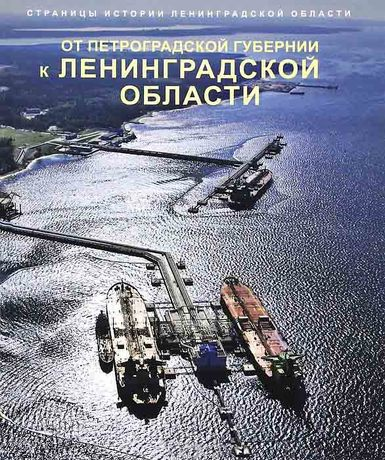 СТРАНИЦЫ ИСТОРИИ ЛЕНИНГРАДСКОЙ ОБЛАСТИ
ОТ ПЕТРОГРАДСКОЙ ГУБЕРНИИ
К ЛЕНИНГРАДСКОЙ
ОБЛАСТИ